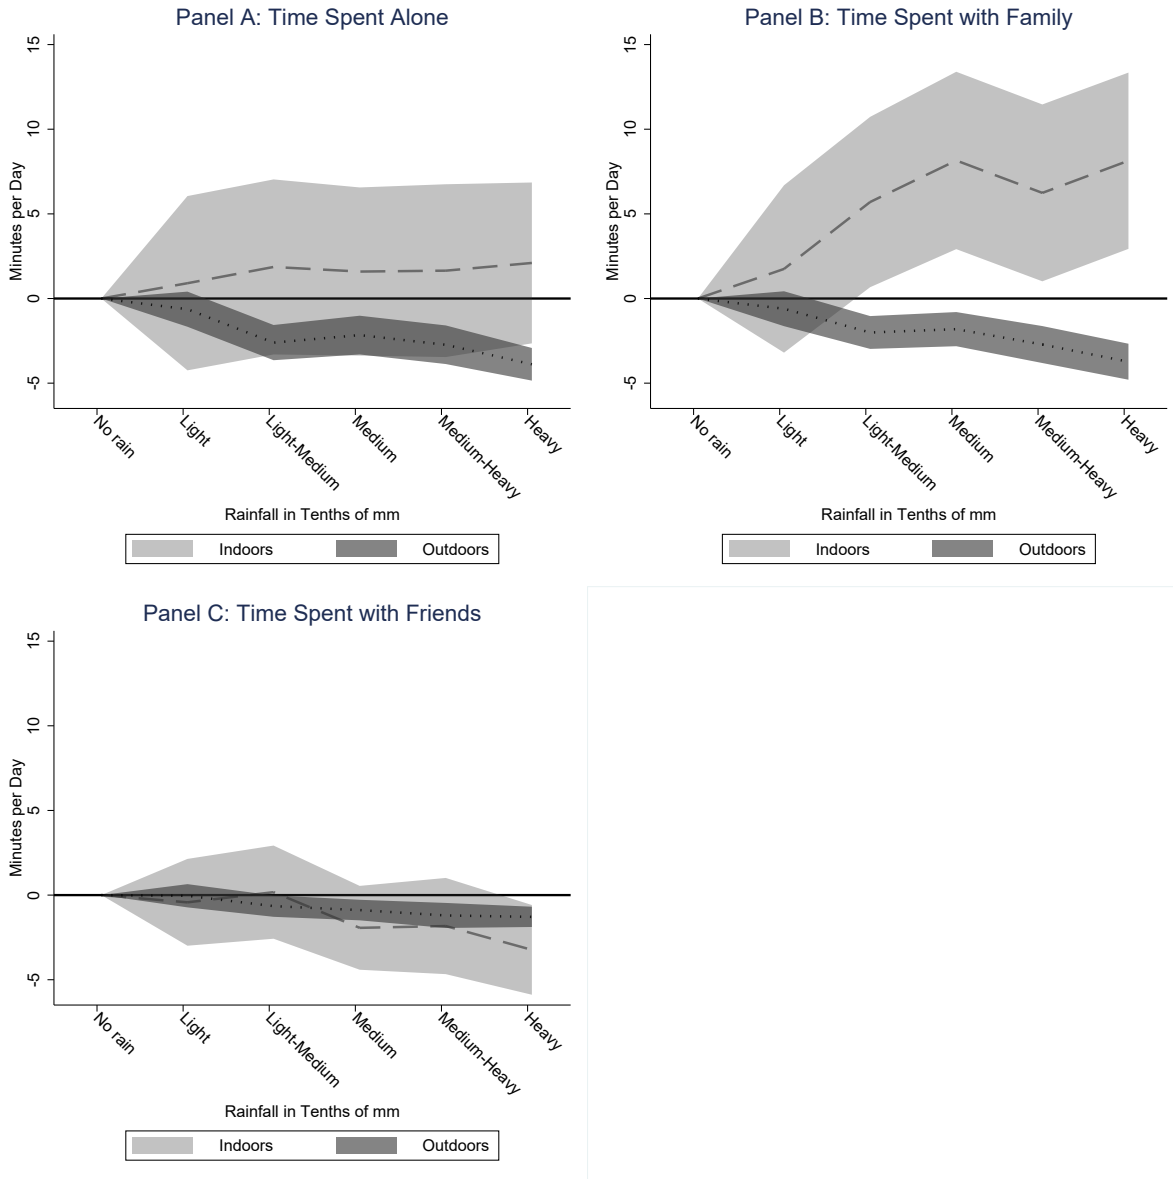 Panel A: Time Spent Alone
Minutes per Day
15
10
5
0
-5
No rain
Light
Light-Medium
Medium
Medium-Heavy
Heavy
Rainfall in Tenths of mm
Indoors Outdoors
Panel B: Time Spent with Family
Minutes per Day
15
10
5
0
-5
No rain
Light
Light-Medium
Medium
Medium-Heavy
Heavy
Rainfall in Tenths of mm
Indoors Outdoors
Panel C: Time Spent with Friends
Minutes per Day
15
10
5
0
-5
No rain
Light
Light-Medium
Medium
Medium-Heavy
Heavy
Rainfall in Tenths of mm
Indoors Outdoors